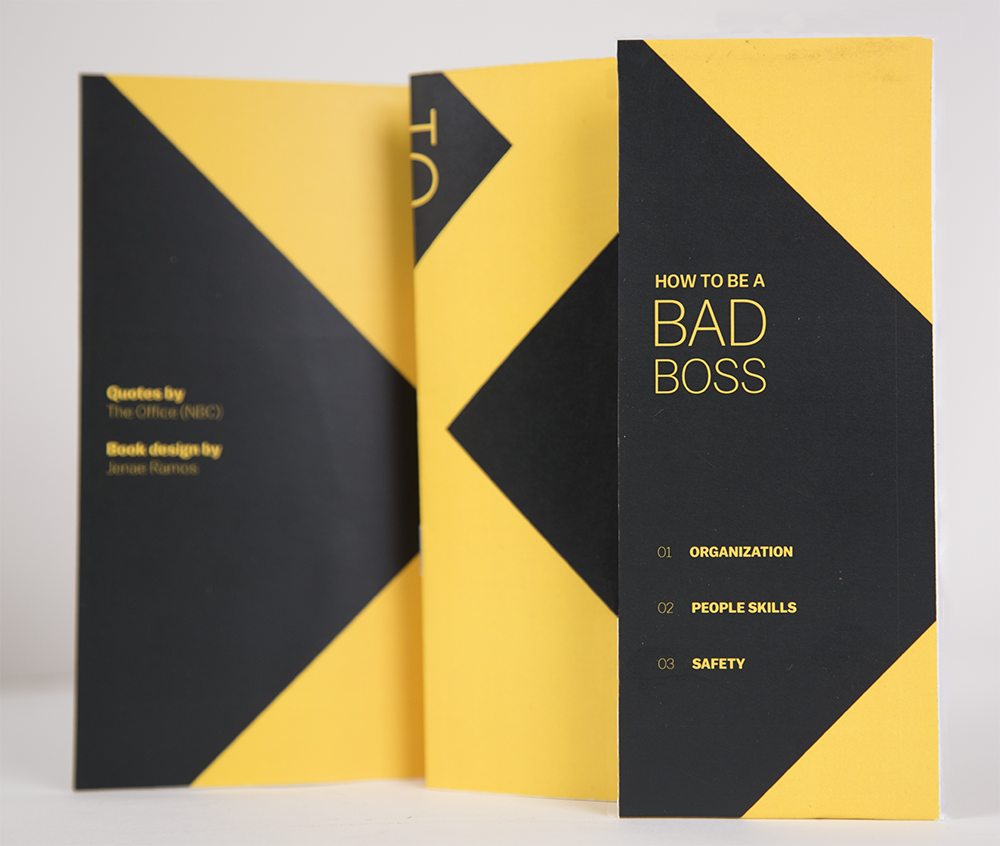 Quotes by
The Office (NBC)
Book design by
Jenae Ramos
TO
HOW TO BE A
BAD
BOSS
01 ORGANIZATION
02 PEOPLE SKILLS
03 SAFETY